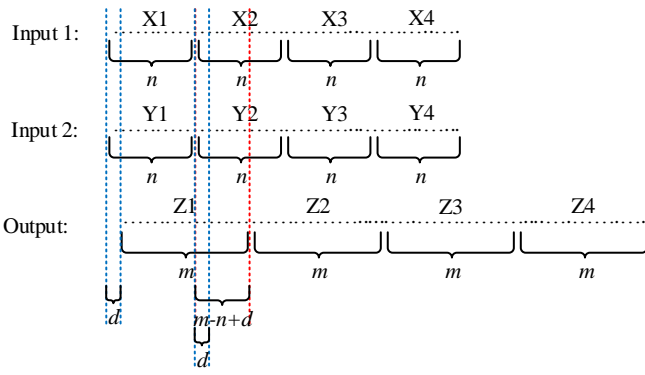 X1 X2 X3 X4
Input 1:
n n n n
Y1 Y2 Y3 Y4
Input 2:
n n n n
Z1 Z2 Z3 Z4
Output:
m m m m
d m-n+d
d